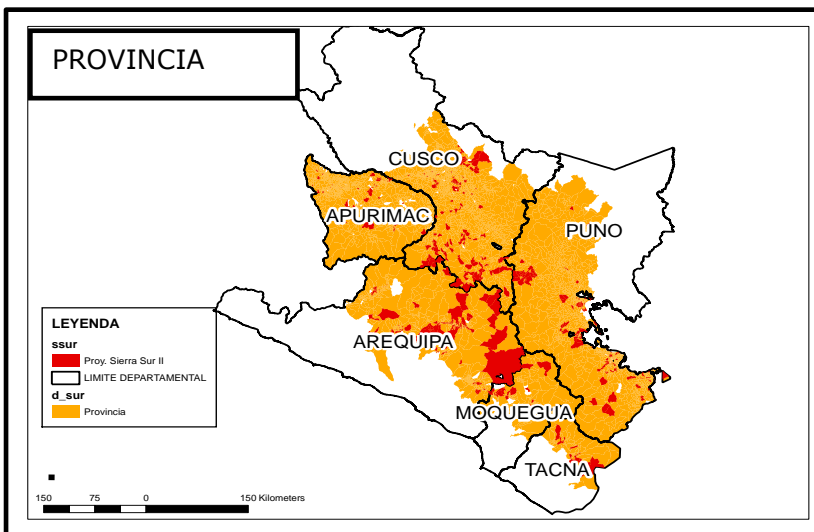 PROVINCIA
CUSCO
APURIMAC
PUNO
LEYENDA
ssur
Proy. Sierra Sur II
LIMITE DEPARTAMENTAL
d_sur
Provincia
AREQUIPA
MOQUEGUA
TACNA
150 75 0 150 Kilometers